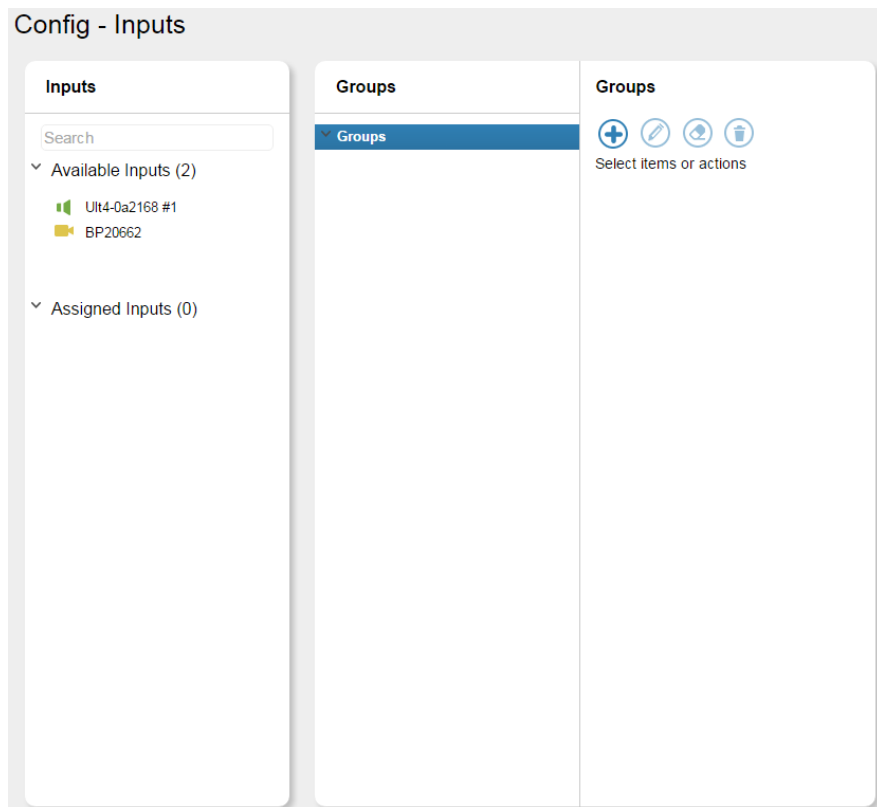 Config - Inputs
Inputs
Search
Available Inputs (2)
Ult4-0a2168 #1
BP20662
Assigned Inputs (0)
Groups
Groups
Groups
Select items or actions